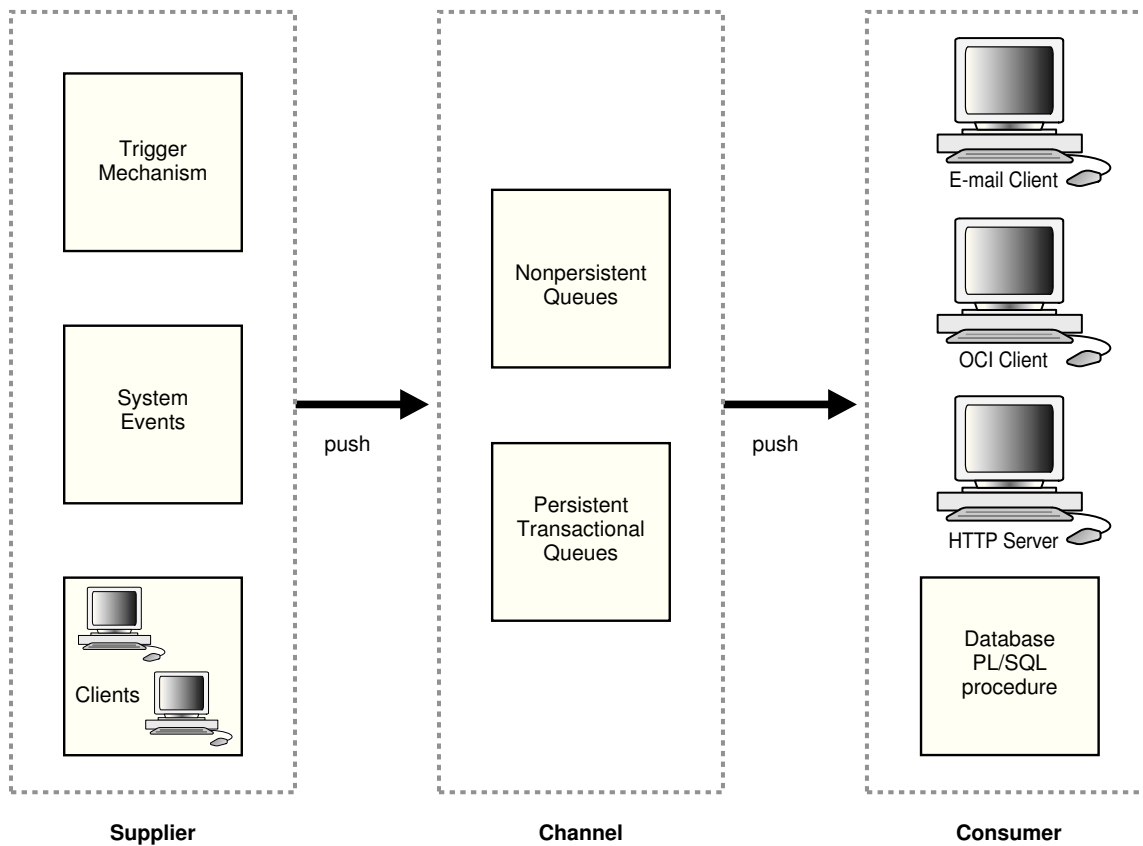 Trigger
Mechanism
System
Events
Clients
Supplier
push
Nonpersistent
Queues
Persistent
Transactional
Queues
Channel
push
E-mail Client
OCI Client
HTTP Server
Database
PL/SQL
procedure
Consumer